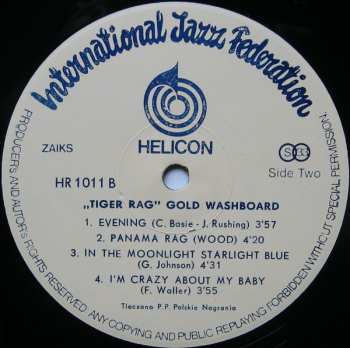 International Jazz Federation
HELICON
ZAIKS
HR 1011 B
S 33
Side Two
„TIGER RAG" GOLD WASHBOARD
1. EVENING (C. Basie - J. Rushing) 3'57
2. PANAMA RAG (WOOD) 4'20
3. IN THE MOONLIGHT STARLIGHT BLUE
(G. Johnson) 4'31
4. I'M CRAZY ABOUT MY BABY
(F. Waller) 3'55
Tłoczono P.P. Polskie Nagrania
PRODUCER'S AND AUTOR'S RIGHTS RESERVED ANY COPYING AND PUBLIC REPLAYING FORBIDDEN WITHOUT SPECIAL PERMISSION.